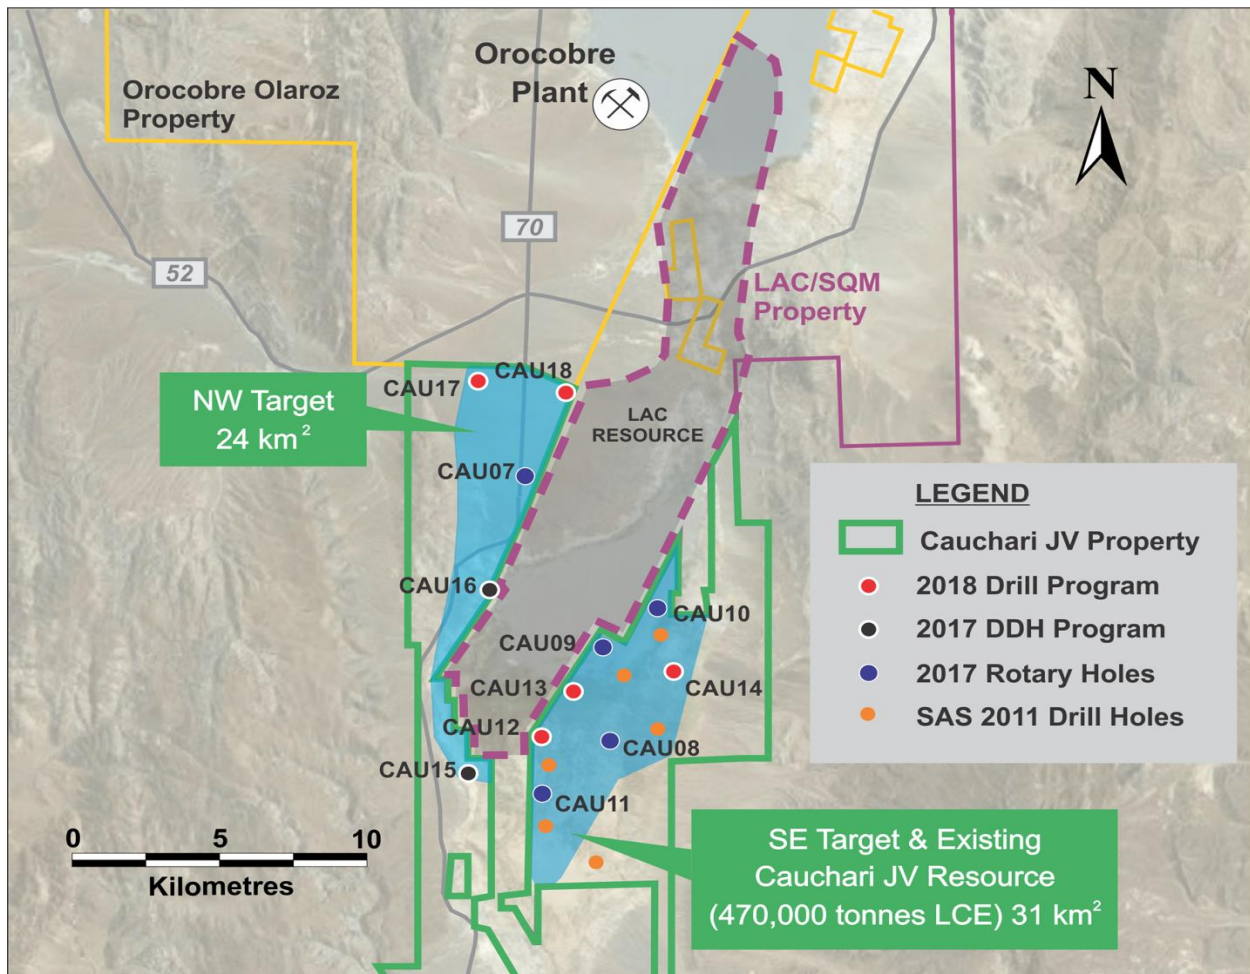 Orocobre
Plant
Orocobre Olaroz
Property
N
70
52
LAC/SQM
Property
CAU18
CAU17
NW Target
24 km²
LAC
RESOURCE
CAU07
LEGEND
Cauchari JV Property
2018 Drill Program
2017 DDH Program
2017 Rotary Holes
SAS 2011 Drill Holes
CAU16
CAU10
CAU09
CAU13
CAU14
CAU12
CAU08
CAU15
CAU11
0 5 10
Kilometres
SE Target & Existing
Cauchari JV Resource
(470,000 tonnes LCE) 31 km²